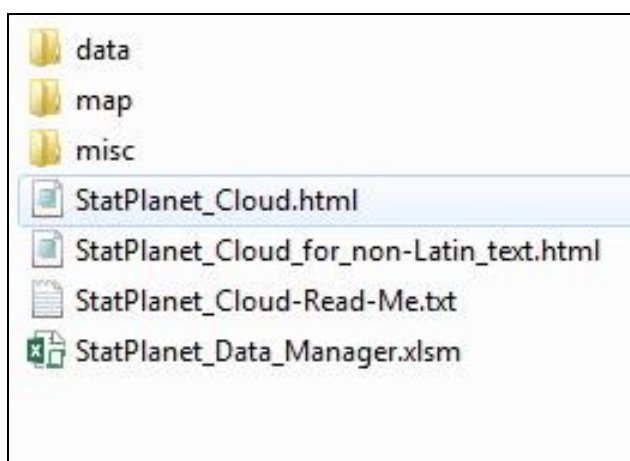 data
map
misc
StatPlanet_Cloud.html
StatPlanet_Cloud_for_non-Latin_text.html
StatPlanet_Cloud-Read-Me.txt
StatPlanet_Data_Manager.xlsm